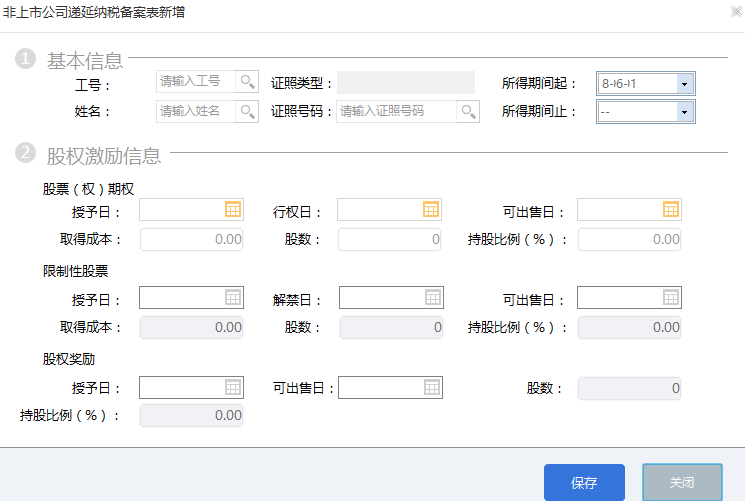 非上市公司递延纳税备案表新增
1 基本信息
工号： 请输入工号 证照类型： 所得期间起：
姓名： 请输入姓名 证照号码： 请输入证照号码 所得期间止： --
2 股权激励信息
股票（权）期权
授予日： 行权日： 可出售日：
取得成本： 0.00 股数： 0 持股比例（%）： 0.00
限制性股票
授予日： 解禁日： 可出售日：
取得成本： 0.00 股数： 0 持股比例（%）： 0.00
股权奖励
授予日： 可出售日： 股数： 0
持股比例（%）： 0.00
保存 关闭